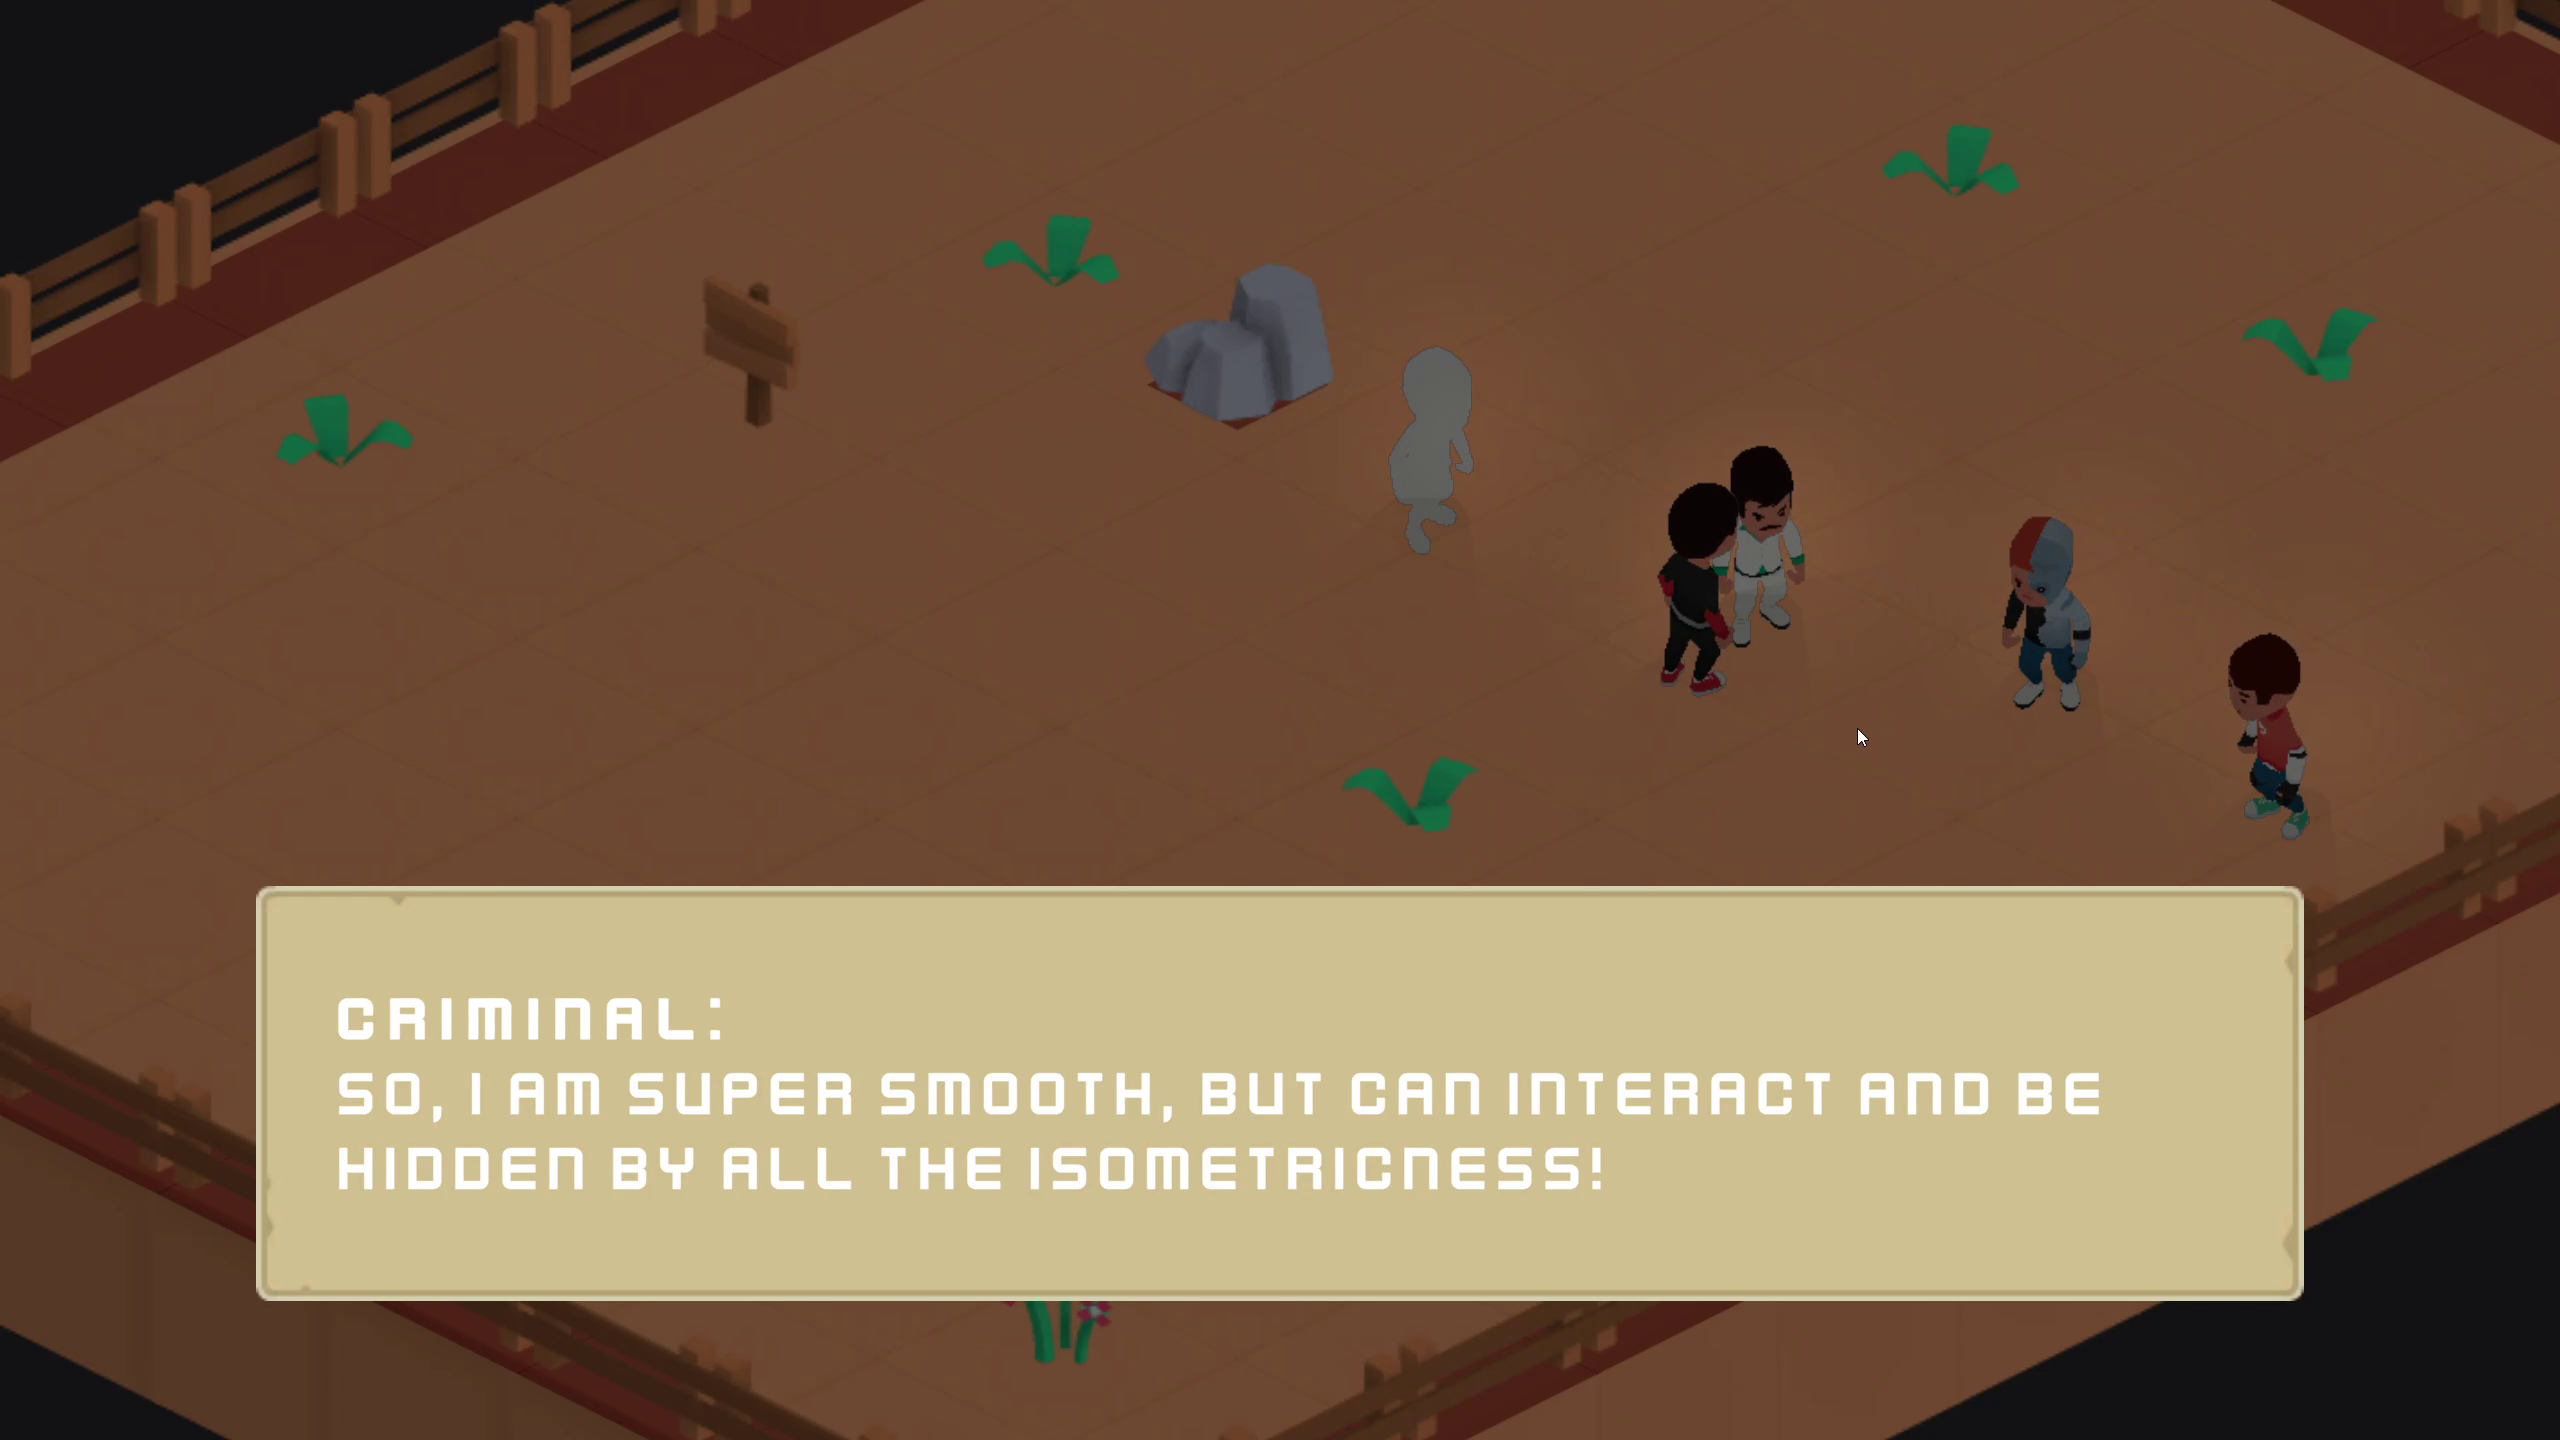 CRIMINAL:
SO, I AM SUPER SMOOTH, BUT CAN INTERACT AND BE
HIDDEN BY ALL THE ISOMETRICNESS!